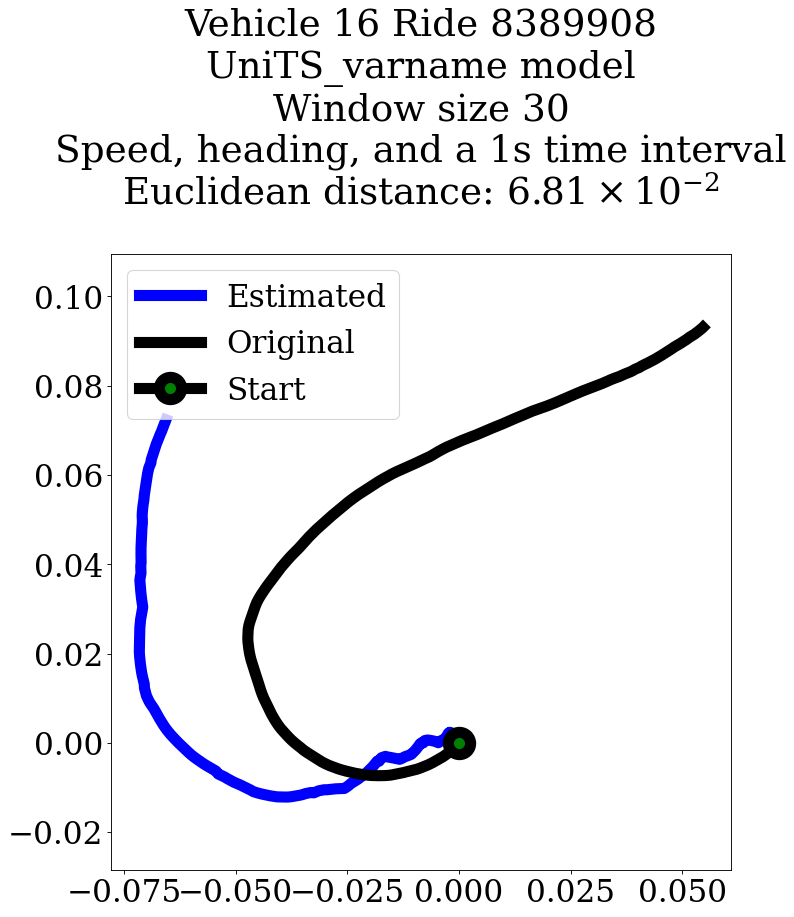 Vehicle 16 Ride 8389908
UniTS_varname model
Window size 30
Speed, heading, and a 1s time interval
Euclidean distance: 6.81 × 10⁻²
Estimated
Original
Start
0.10
0.08
0.06
0.04
0.02
0.00
−0.02
−0.075 −0.050 −0.025 0.000 0.025 0.050